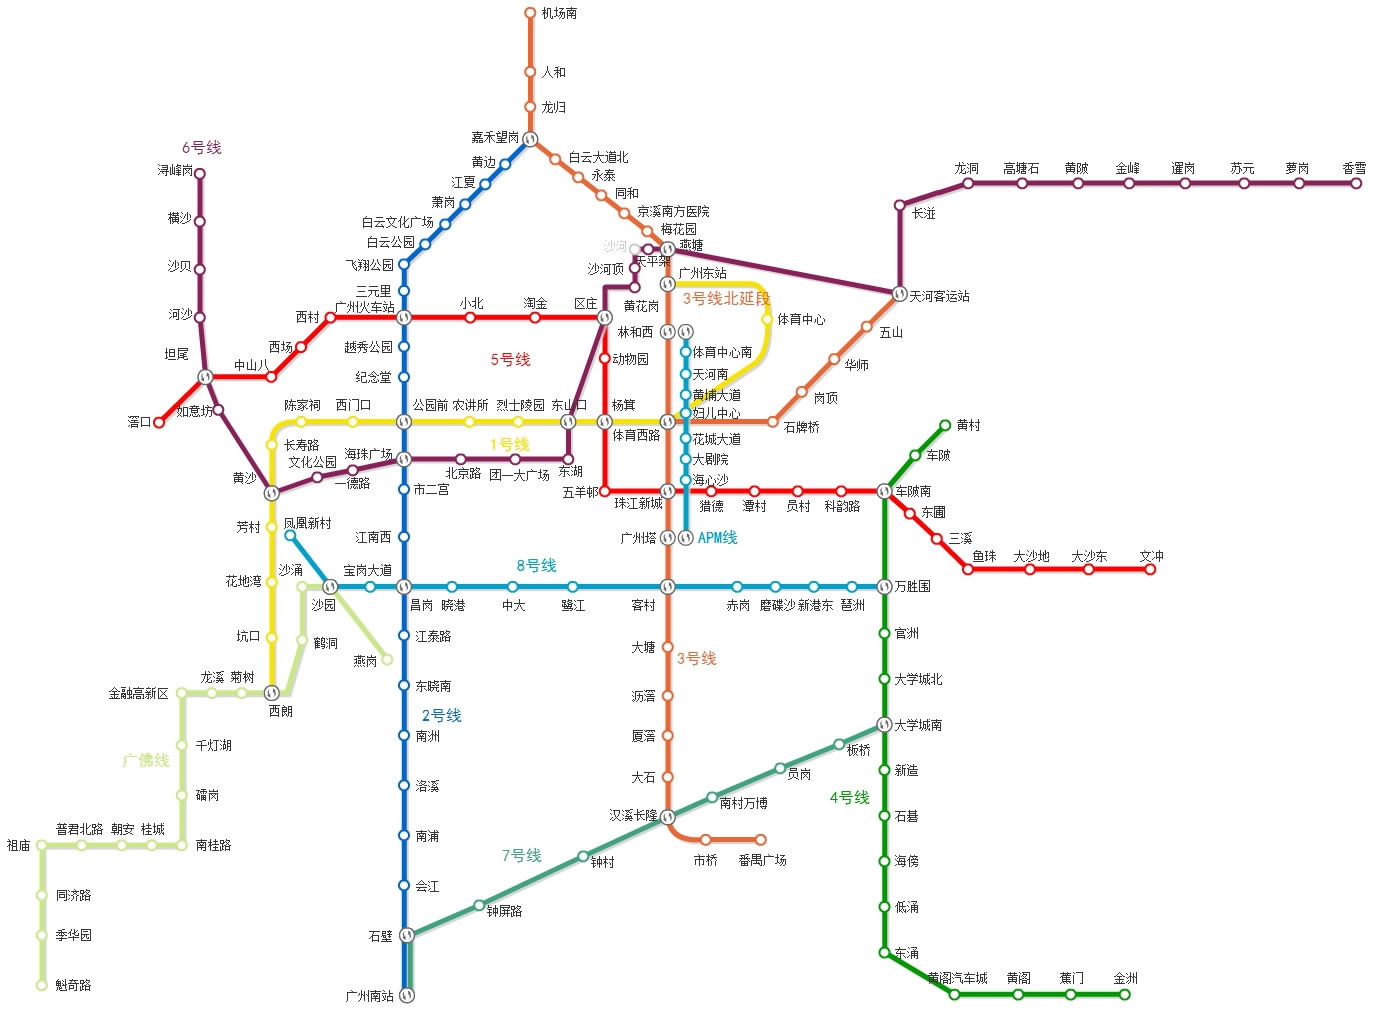 机场南
人和
龙归
嘉禾望岗
6号线
黄边
白云大道北
浔峰岗
龙洞
高塘石
黄陂
金峰
暹岗
苏元
萝岗
香雪
江夏
永泰
萧岗
同和
横沙
白云文化广场
京溪南方医院
长湴
梅花园
白云公园
沙河
燕塘
天平架
飞翔公园
沙贝
沙河顶
广州东站
三元里
3号线北延段
天河客运站
广州火车站
小北
淘金
区庄
黄花岗
河沙
西村
体育中心
林和西
五山
坦尾
西场
越秀公园
5号线
动物园
体育中心南
中山八
华师
纪念堂
天河南
岗顶
黄埔大道
滘口
如意坊
陈家祠
西门口
公园前
农讲所
烈士陵园
东山口
杨箕
妇儿中心
体育西路
石牌桥
黄村
长寿路
1号线
花城大道
海珠广场
文化公园
车陂
大剧院
黄沙
一德路
北京路
团一大广场
东湖
海心沙
市二宫
五羊邨
珠江新城
猎德
潭村
员村
科韵路
车陂南
东圃
芳村
凤凰新村
江南西
广州塔
APM线
三溪
鱼珠
大沙地
大沙东
文冲
沙涌
宝岗大道
8号线
花地湾
沙园
昌岗
晓港
中大
鹭江
客村
赤岗
磨碟沙
新港东
琶洲
万胜围
坑口
鹤洞
江泰路
官洲
燕岗
大塘
3号线
龙溪
菊树
金融高新区
西朗
东晓南
沥滘
大学城北
2号线
南洲
厦滘
大学城南
千灯湖
广佛线
板桥
洛溪
大石
员岗
新造
礌岗
南村万博
4号线
汉溪长隆
石碁
普君北路
朝安
桂城
祖庙
南桂路
南浦
7号线
钟村
市桥
番禺广场
海傍
会江
同济路
钟屏路
低涌
季华园
石壁
东涌
魁奇路
广州南站
黄阁汽车城
黄阁
蕉门
金洲